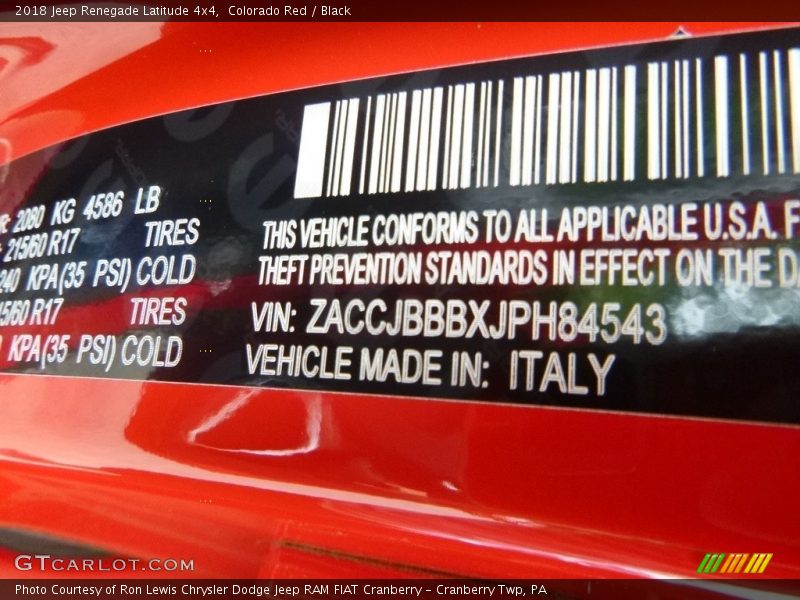 2018 Jeep Renegade Latitude 4x4, Colorado Red / Black
2080 KG 4586 LB
215/60 R17 TIRES
240 KPA(35 PSI) COLD
R17 TIRES
KPA(35 PSI) COLD
THIS VEHICLE CONFORMS TO ALL APPLICABLE U.S.A. F
THEFT PREVENTION STANDARDS IN EFFECT ON THE D
VIN: ZACCJBBBXJPH84543
VEHICLE MADE IN: ITALY
GTCARLOT.COM
Photo Courtesy of Ron Lewis Chrysler Dodge Jeep RAM FIAT Cranberry - Cranberry Twp, PA